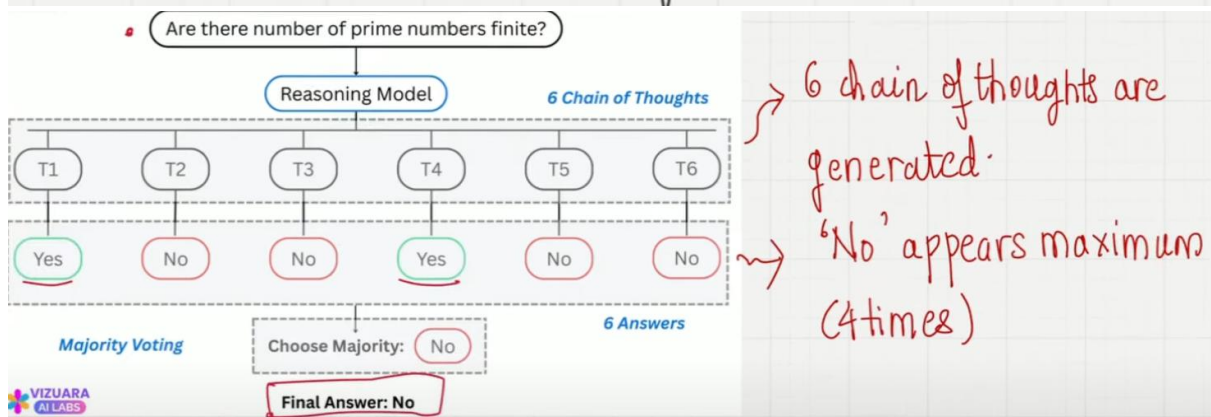 Are there number of prime numbers finite?
Reasoning Model
6 Chain of Thoughts
T1 T2 T3 T4 T5 T6
Yes No No Yes No No
6 Answers
Majority Voting
Choose Majority: No
Final Answer: No
VIZUARA
AI LABS
6 chain of thoughts are
generated.
'No' appears maximum
(4 times)